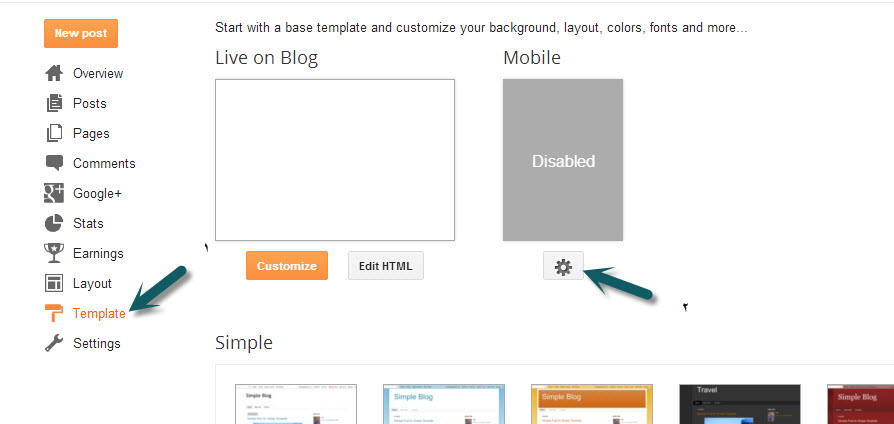 New post
Overview
Posts
Pages
Comments
Google+
Stats
Earnings
Layout
Template
Settings
Start with a base template and customize your background, layout, colors, fonts and more...
Live on Blog
Mobile
Disabled
Customize
Edit HTML
١
٢
Simple
Simple Blog
Simple Blog
Simple Blog
Travel
Simple Blog